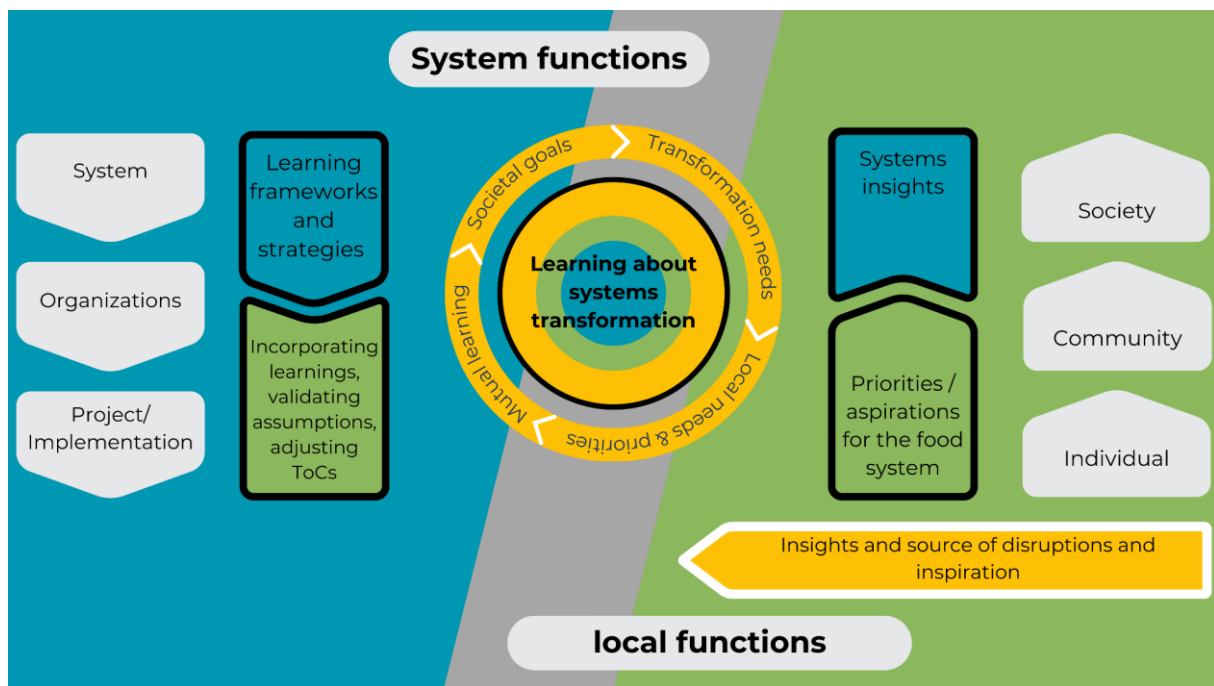 System functions
System
Organizations
Project/
Implementation
Learning
frameworks
and
strategies
Incorporating
learnings,
validating
assumptions,
adjusting
ToCs
Societal goals
Transformation needs
Local needs & priorities
Mutual learning
Learning about
systems
transformation
Systems
insights
Priorities /
aspirations
for the food
system
Society
Community
Individual
Insights and source of disruptions and
inspiration
local functions